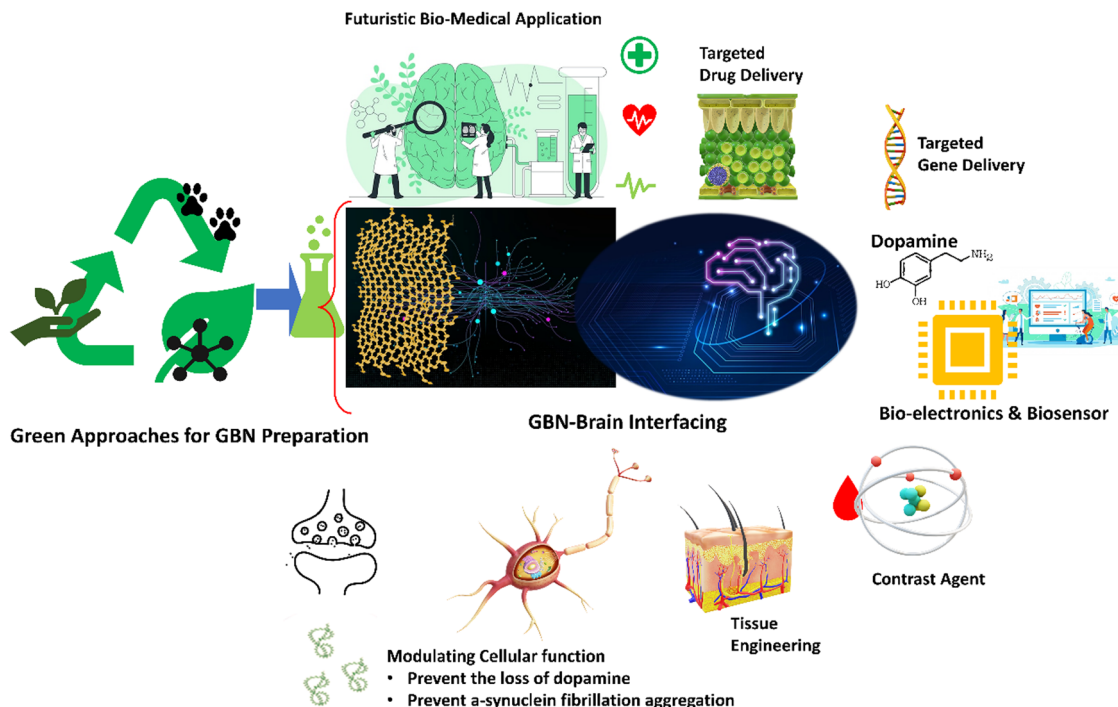 Futuristic Bio-Medical Application
Targeted
Drug Delivery
Targeted
Gene Delivery
Dopamine
NH2
HO
OH
Bio-electronics & Biosensor
Green Approaches for GBN Preparation
GBN-Brain Interfacing
Contrast Agent
Tissue
Engineering
Modulating Cellular function
• Prevent the loss of dopamine
• Prevent a-synuclein fibrillation aggregation